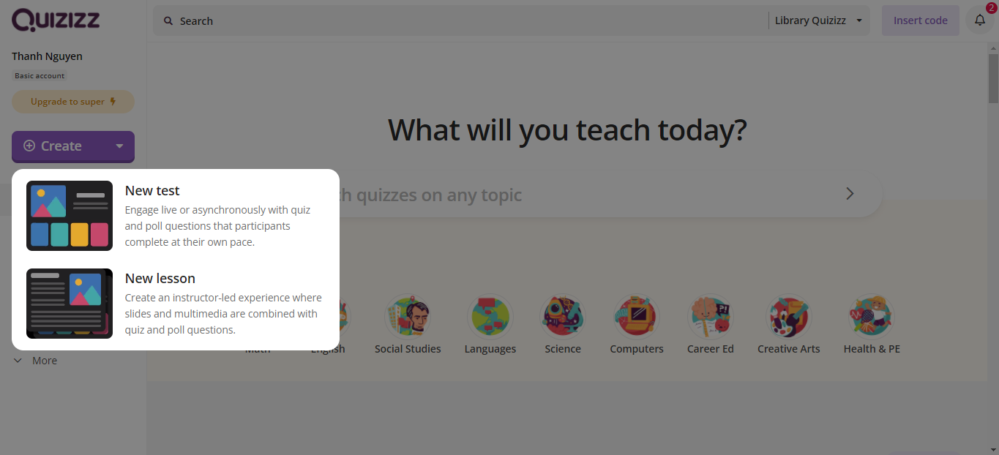 QUIZIZZ
Search
Library Quizizz
Insert code
2
Thanh Nguyen
Basic account
Upgrade to super
Create
What will you teach today?
ch quizzes on any topic
New test
Engage live or asynchronously with quiz
and poll questions that participants
complete at their own pace.
New lesson
Create an instructor-led experience where
slides and multimedia are combined with
quiz and poll questions.
Math
English
Social Studies
Languages
Science
Computers
Career Ed
Creative Arts
Health & PE
More